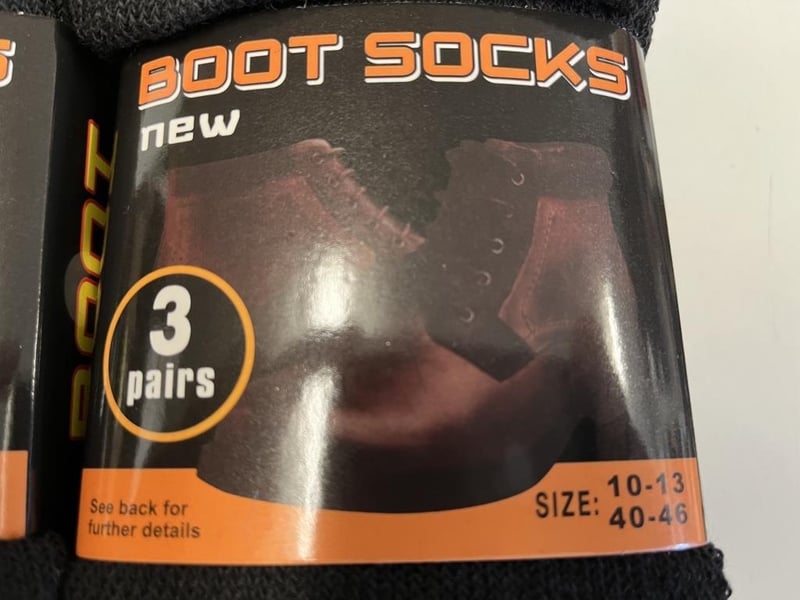 BOOT SOCKS
new
BOOT
3
pairs
See back for
further details
SIZE: 10-13
40-46